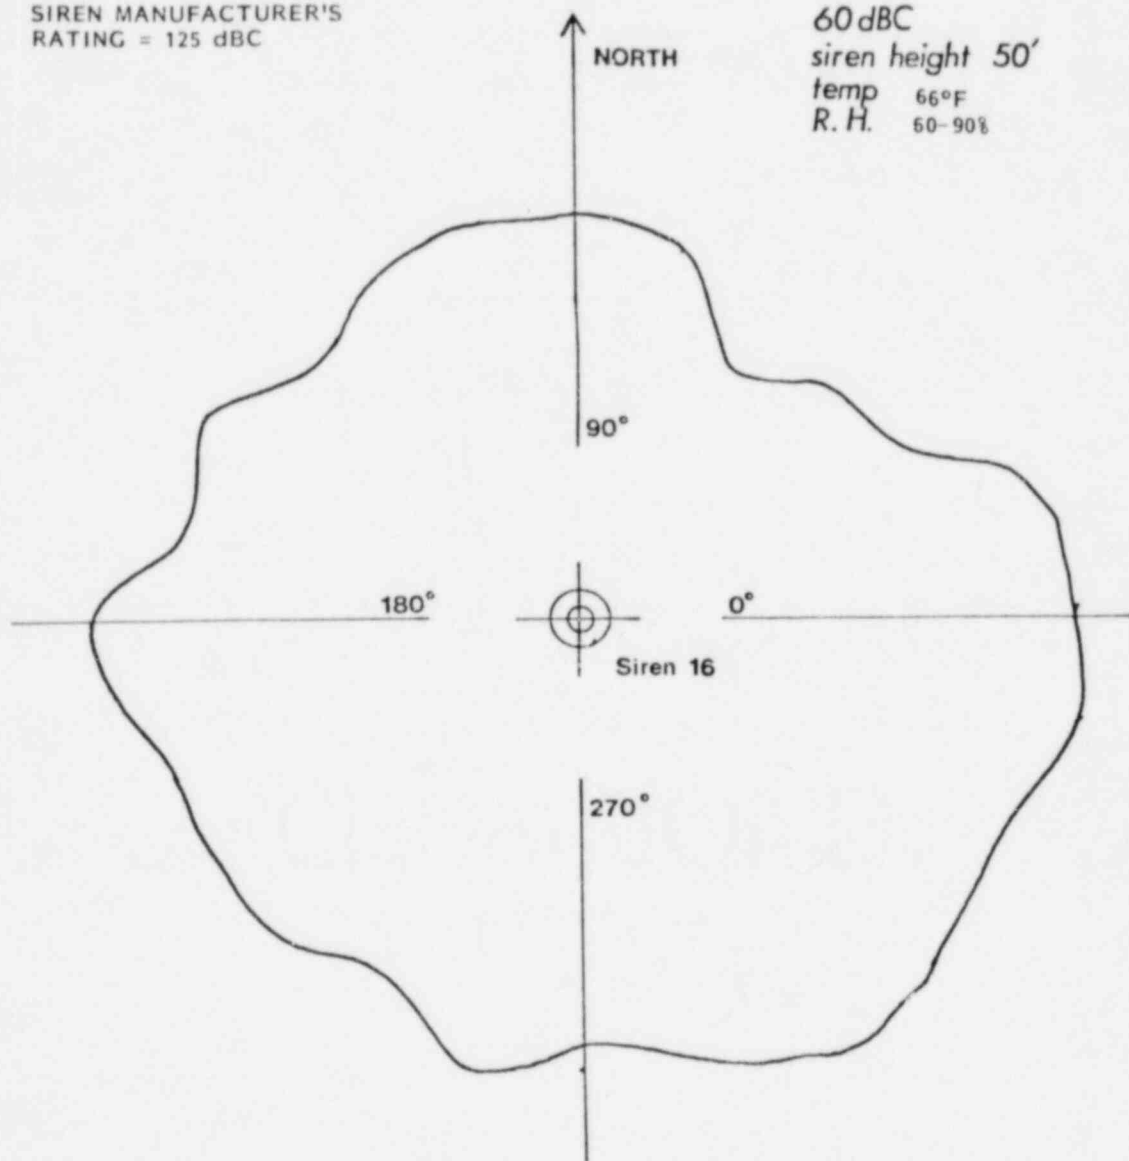 SIREN MANUFACTURER'S
RATING = 125 dBC
60 dBC
siren height 50'
temp 66°F
R. H. 60-90%
NORTH
90°
180°
0°
Siren 16
270°